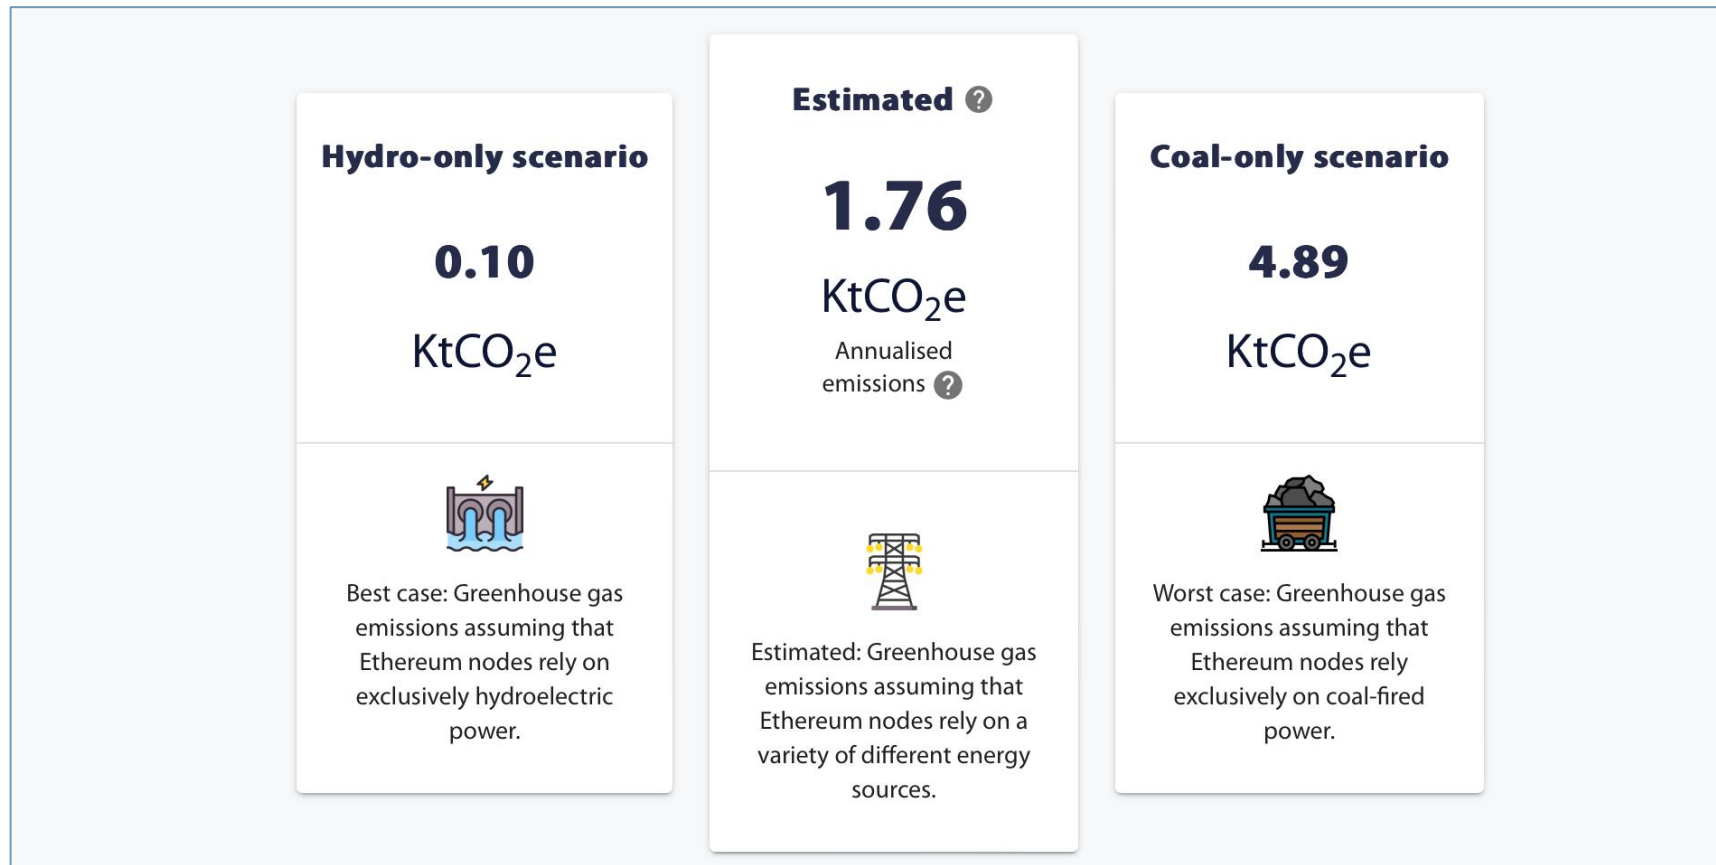 Hydro-only scenario
0.10
KtCO₂e
Best case: Greenhouse gas
emissions assuming that
Ethereum nodes rely on
exclusively hydroelectric
power.
Estimated ?
1.76
KtCO₂e
Annualised
emissions ?
Estimated: Greenhouse gas
emissions assuming that
Ethereum nodes rely on a
variety of different energy
sources.
Coal-only scenario
4.89
KtCO₂e
Worst case: Greenhouse gas
emissions assuming that
Ethereum nodes rely
exclusively on coal-fired
power.